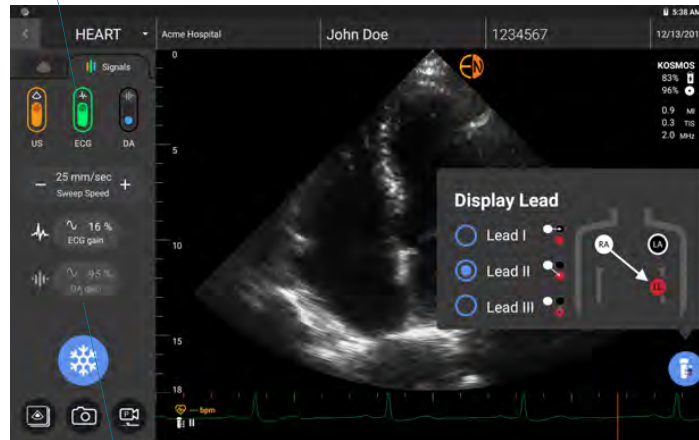 5:38 AM
HEART
Acme Hospital
John Doe
1234567
12/13/201
Signals
US
ECG
DA
25 mm/sec
Sweep Speed
16 %
ECG gain
95 %
DA gain
0
5
10
15
18
KOSMOS
83%
96%
0.9 MI
0.3 TIS
2.0 MHz
Display Lead
Lead I
Lead II
Lead III
RA
LA
LL
--- bpm
II